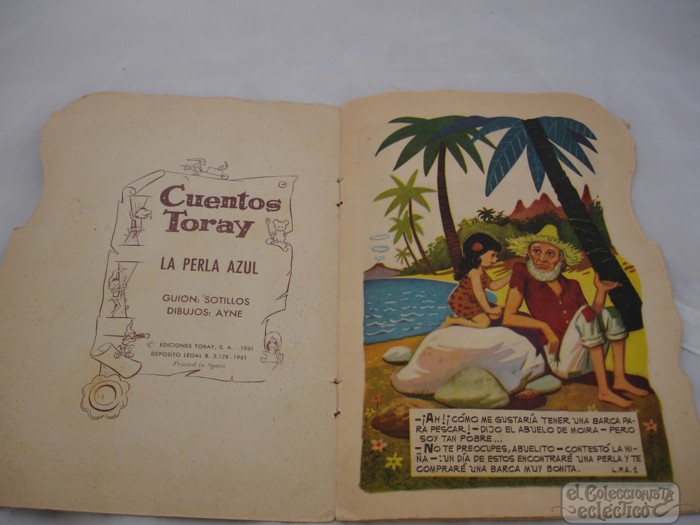 Cuentos
Toray
LA PERLA AZUL
GUION: SOTILLOS
DIBUJOS: AYNE
© EDICIONES TORAY, S. A. - 1961
DEPOSITO LEGAL B. 5.128 - 1961
Printed in Spain
-¡AH!¡CÓMO ME GUSTARÍA TENER UNA BARCA PA-
RA PESCAR!-DIJO EL ABUELO DE MOIRA-PERO
SOY TAN POBRE...
-NO TE PREOCUPES, ABUELITO-CONTESTÓ LA NI-
ÑA-: UN DÍA DE ESTOS ENCONTRARÉ UNA PERLA Y TE
COMPRARÉ UNA BARCA MUY BONITA. L.P.A. 1
el Coleccionista
ecléctico